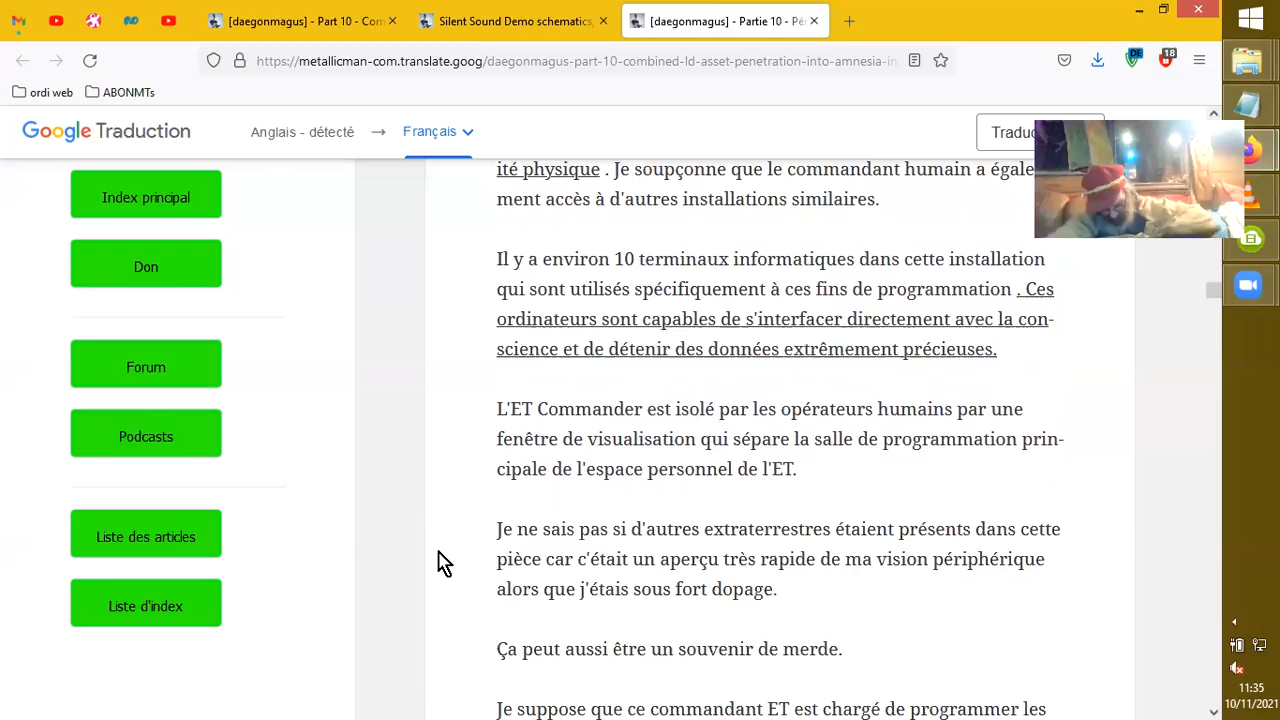 [daegonmagus] - Part 10 - Com
Silent Sound Demo schematics,
[daegonmagus] - Partie 10 - Pé
https://metallicman-com.translate.goog/daegonmagus-part-10-combined-ld-asset-penetration-into-amnesia-in
DE
18
ordi web
ABONMTs
Google Traduction
Anglais - détecté
Français
Traduc
Index principal
Don
Forum
Podcasts
Liste des articles
Liste d'index
ité physique . Je soupçonne que le commandant humain a égale
ment accès à d'autres installations similaires.
Il y a environ 10 terminaux informatiques dans cette installation
qui sont utilisés spécifiquement à ces fins de programmation . Ces
ordinateurs sont capables de s'interfacer directement avec la con-
science et de détenir des données extrêmement précieuses.
L'ET Commander est isolé par les opérateurs humains par une
fenêtre de visualisation qui sépare la salle de programmation prin-
cipale de l'espace personnel de l'ET.
Je ne sais pas si d'autres extraterrestres étaient présents dans cette
pièce car c'était un aperçu très rapide de ma vision périphérique
alors que j'étais sous fort dopage.
Ça peut aussi être un souvenir de merde.
Je suppose que ce commandant ET est chargé de programmer les
11:35
10/11/2021